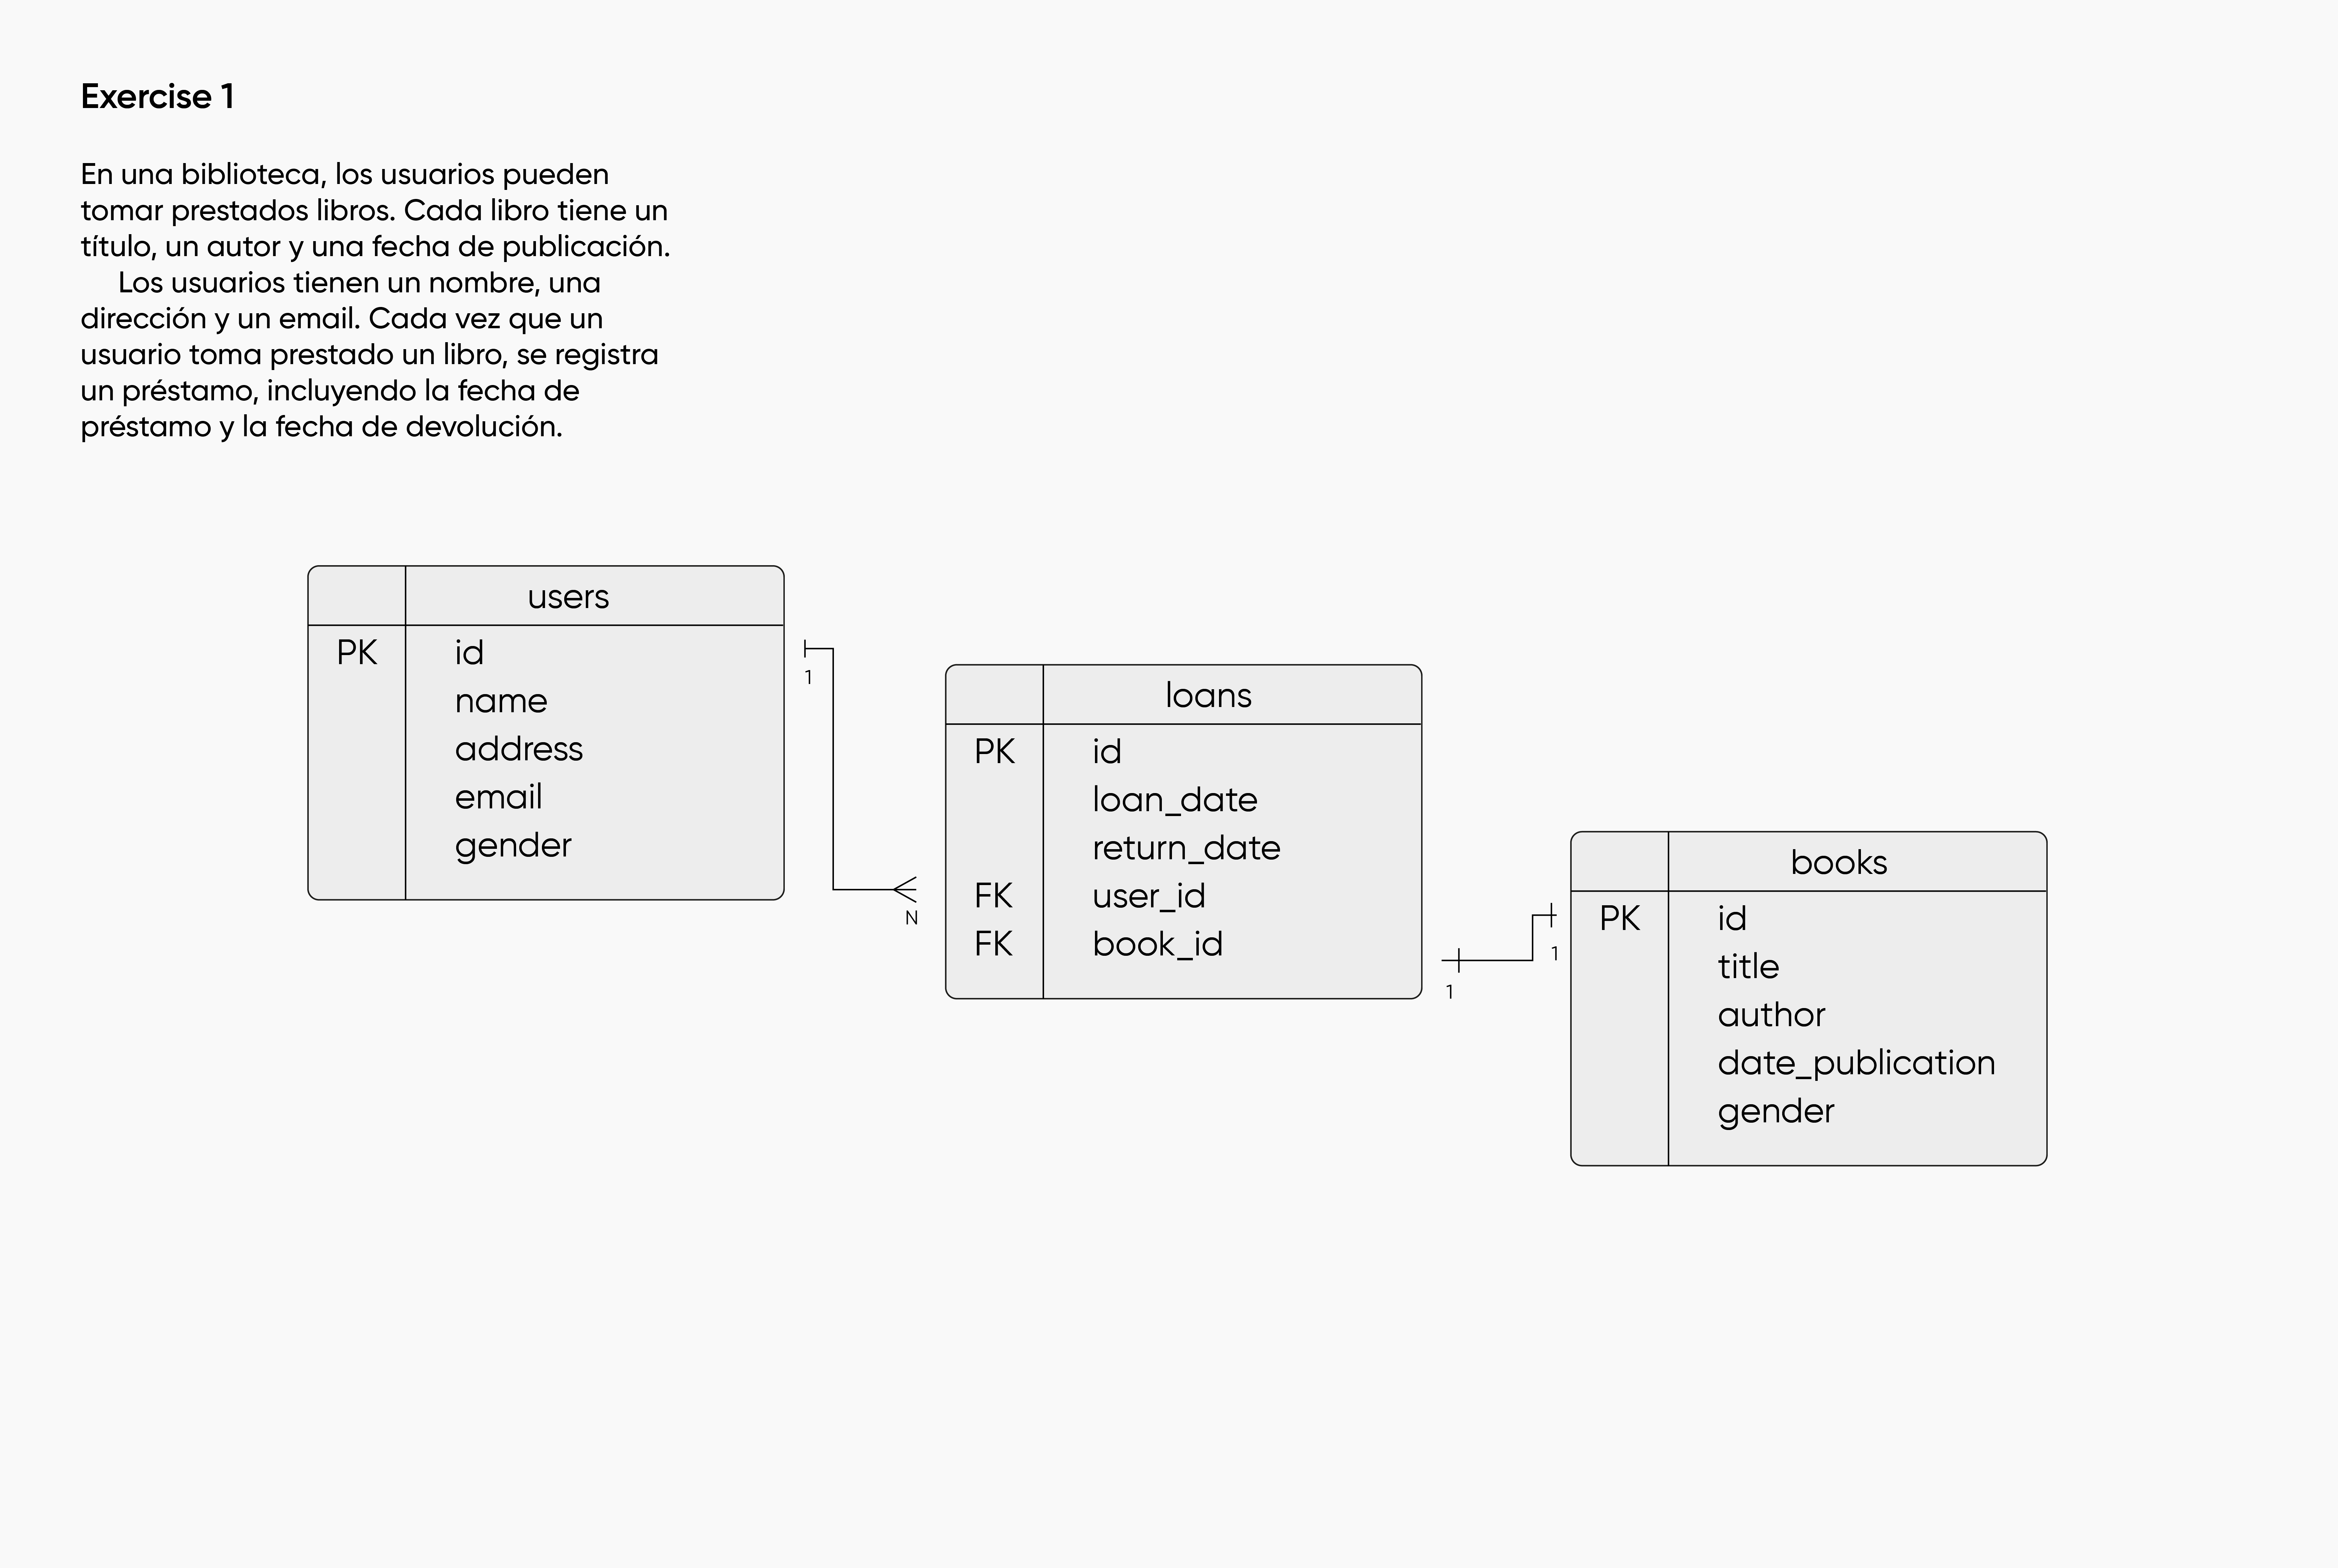 Exercise 1
En una biblioteca, los usuarios pueden
tomar prestados libros. Cada libro tiene un
título, un autor y una fecha de publicación.
Los usuarios tienen un nombre, una
dirección y un email. Cada vez que un
usuario toma prestado un libro, se registra
un préstamo, incluyendo la fecha de
préstamo y la fecha de devolución.
users
PK id
name
address
email
gender
1
N
loans
PK id
loan_date
return_date
FK user_id
FK book_id
1
1
books
PK id
title
author
date_publication
gender